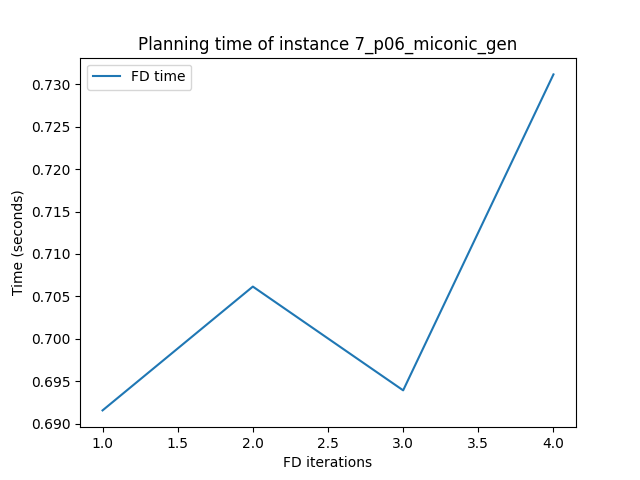 Planning time of instance 7_p06_miconic_gen
FD time
0.730
0.725
0.720
0.715
0.710
0.705
0.700
0.695
0.690
Time (seconds)
1.0 1.5 2.0 2.5 3.0 3.5 4.0
FD iterations